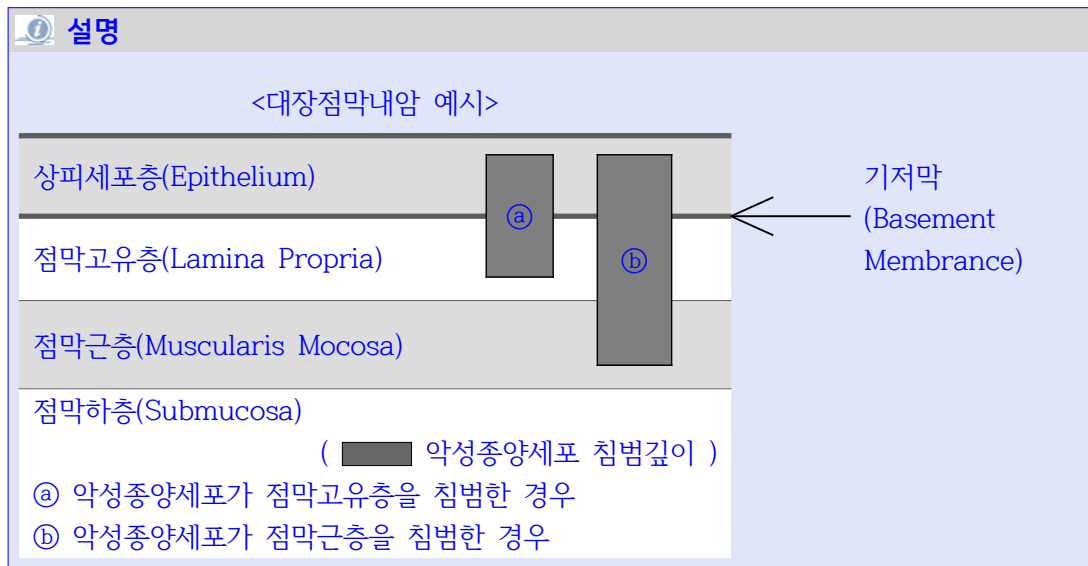 설명
<대장점막내암 예시>
상피세포층(Epithelium)
ⓐ
기저막
(Basement
Membrance)
점막고유층(Lamina Propria)
ⓑ
점막근층(Muscularis Mocosa)
점막하층(Submucosa)
( 악성종양세포 침범깊이 )
ⓐ 악성종양세포가 점막고유층을 침범한 경우
ⓑ 악성종양세포가 점막근층을 침범한 경우